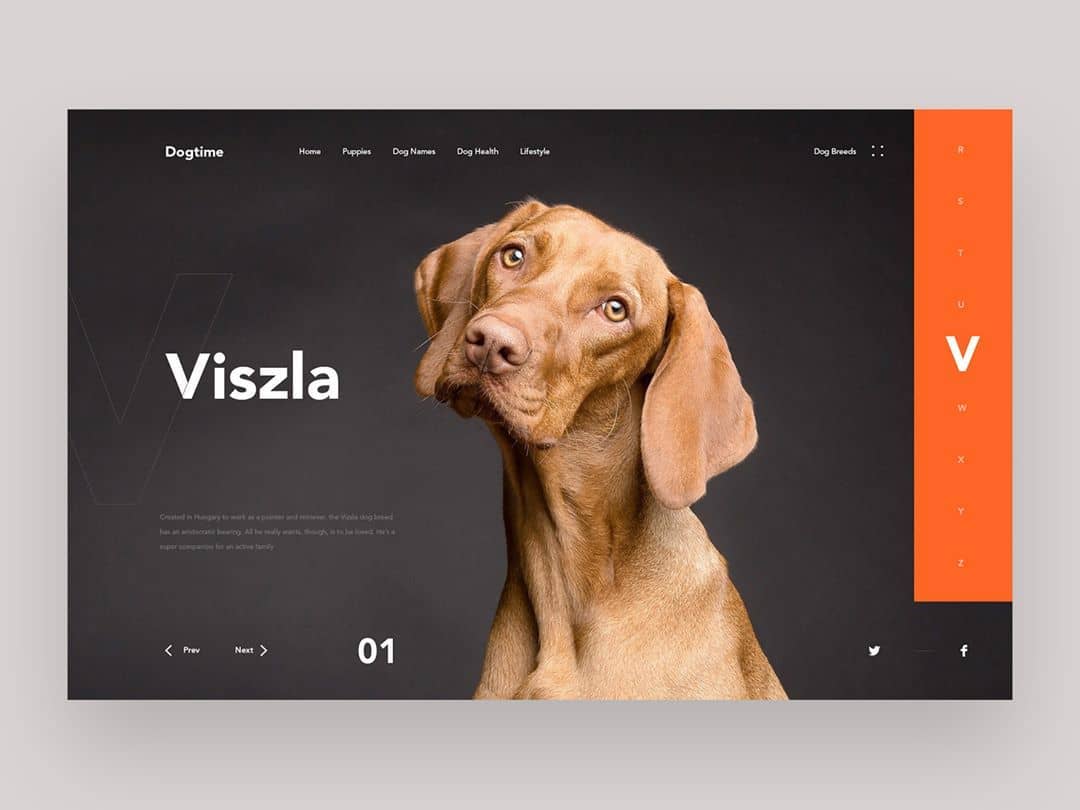 Dogtime
Home Puppies Dog Names Dog Health Lifestyle
Dog Breeds
V
Viszla
Created in Hungary to work as a pointer and retriever, the Vizsla dog breed
has an aristocratic bearing. All he really wants, though, is to be loved. He's a
super companion for an active family
Prev
Next
01
R
S
T
U
V
W
X
Y
Z